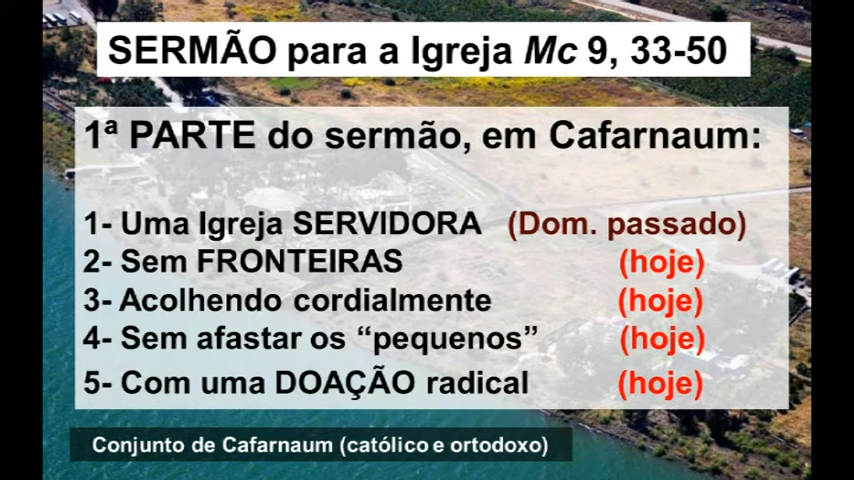 SERMÃO para a Igreja Mc 9, 33-50
1ª PARTE do sermão, em Cafarnaum:
1- Uma Igreja SERVIDORA (Dom. passado)
2- Sem FRONTEIRAS (hoje)
3- Acolhendo cordialmente (hoje)
4- Sem afastar os “pequenos” (hoje)
5- Com uma DOAÇÃO radical (hoje)
Conjunto de Cafarnaum (católico e ortodoxo)